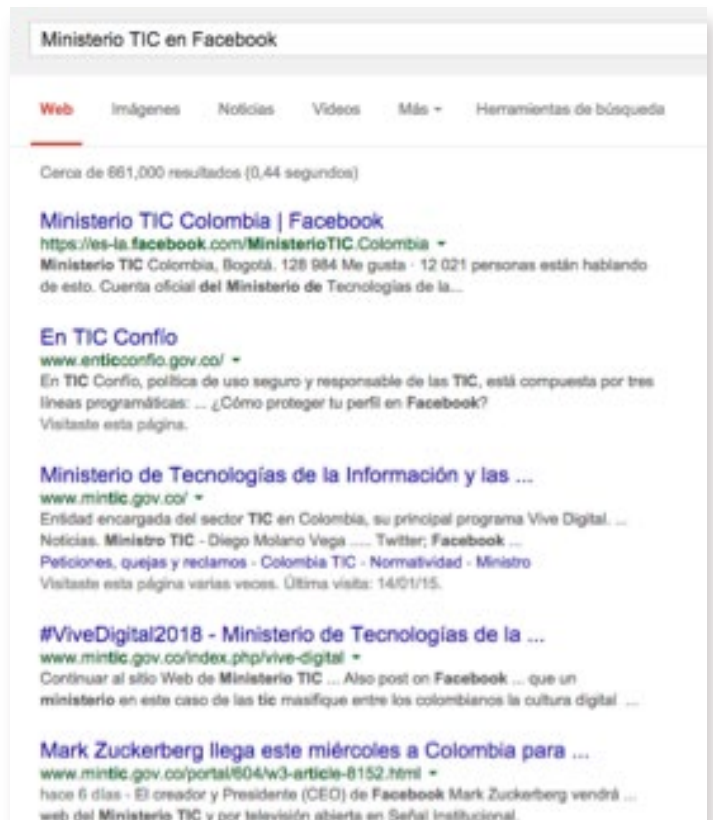 Ministerio TIC en Facebook
Web Imágenes Noticias Videos Más Herramientas de búsqueda
Cerca de 661,000 resultados (0,44 segundos)
Ministerio TIC Colombia | Facebook
https://es-la.facebook.com/MinisterioTIC.Colombia
Ministerio TIC Colombia, Bogotá. 128 984 Me gusta · 12 021 personas están hablando
de esto. Cuenta oficial del Ministerio de Tecnologías de la...
En TIC Confío
www.enticconfio.gov.co/
En TIC Confío, política de uso seguro y responsable de las TIC, está compuesta por tres
líneas programáticas: ... ¿Cómo proteger tu perfil en Facebook?
Visitaste esta página.
Ministerio de Tecnologías de la Información y las ...
www.mintic.gov.co/
Entidad encargada del sector TIC en Colombia, su principal programa Vive Digital. ...
Noticias. Ministro TIC - Diego Molano Vega ..... Twitter; Facebook ...
Peticiones, quejas y reclamos - Colombia TIC - Normatividad - Ministro
Visitaste esta página varias veces. Última visita: 14/01/15.
#ViveDigital2018 - Ministerio de Tecnologías de la ...
www.mintic.gov.co/index.php/vive-digital
Continuar al sitio Web de Ministerio TIC ... Also post on Facebook ... que un
ministerio en este caso de las tic masifique entre los colombianos la cultura digital ...
Mark Zuckerberg llega este miércoles a Colombia para ...
www.mintic.gov.co/portal/604/w3-article-8152.html
hace 6 días - El creador y Presidente (CEO) de Facebook Mark Zuckerberg vendrá ...
web del Ministerio TIC y por televisión abierta en Señal Institucional.